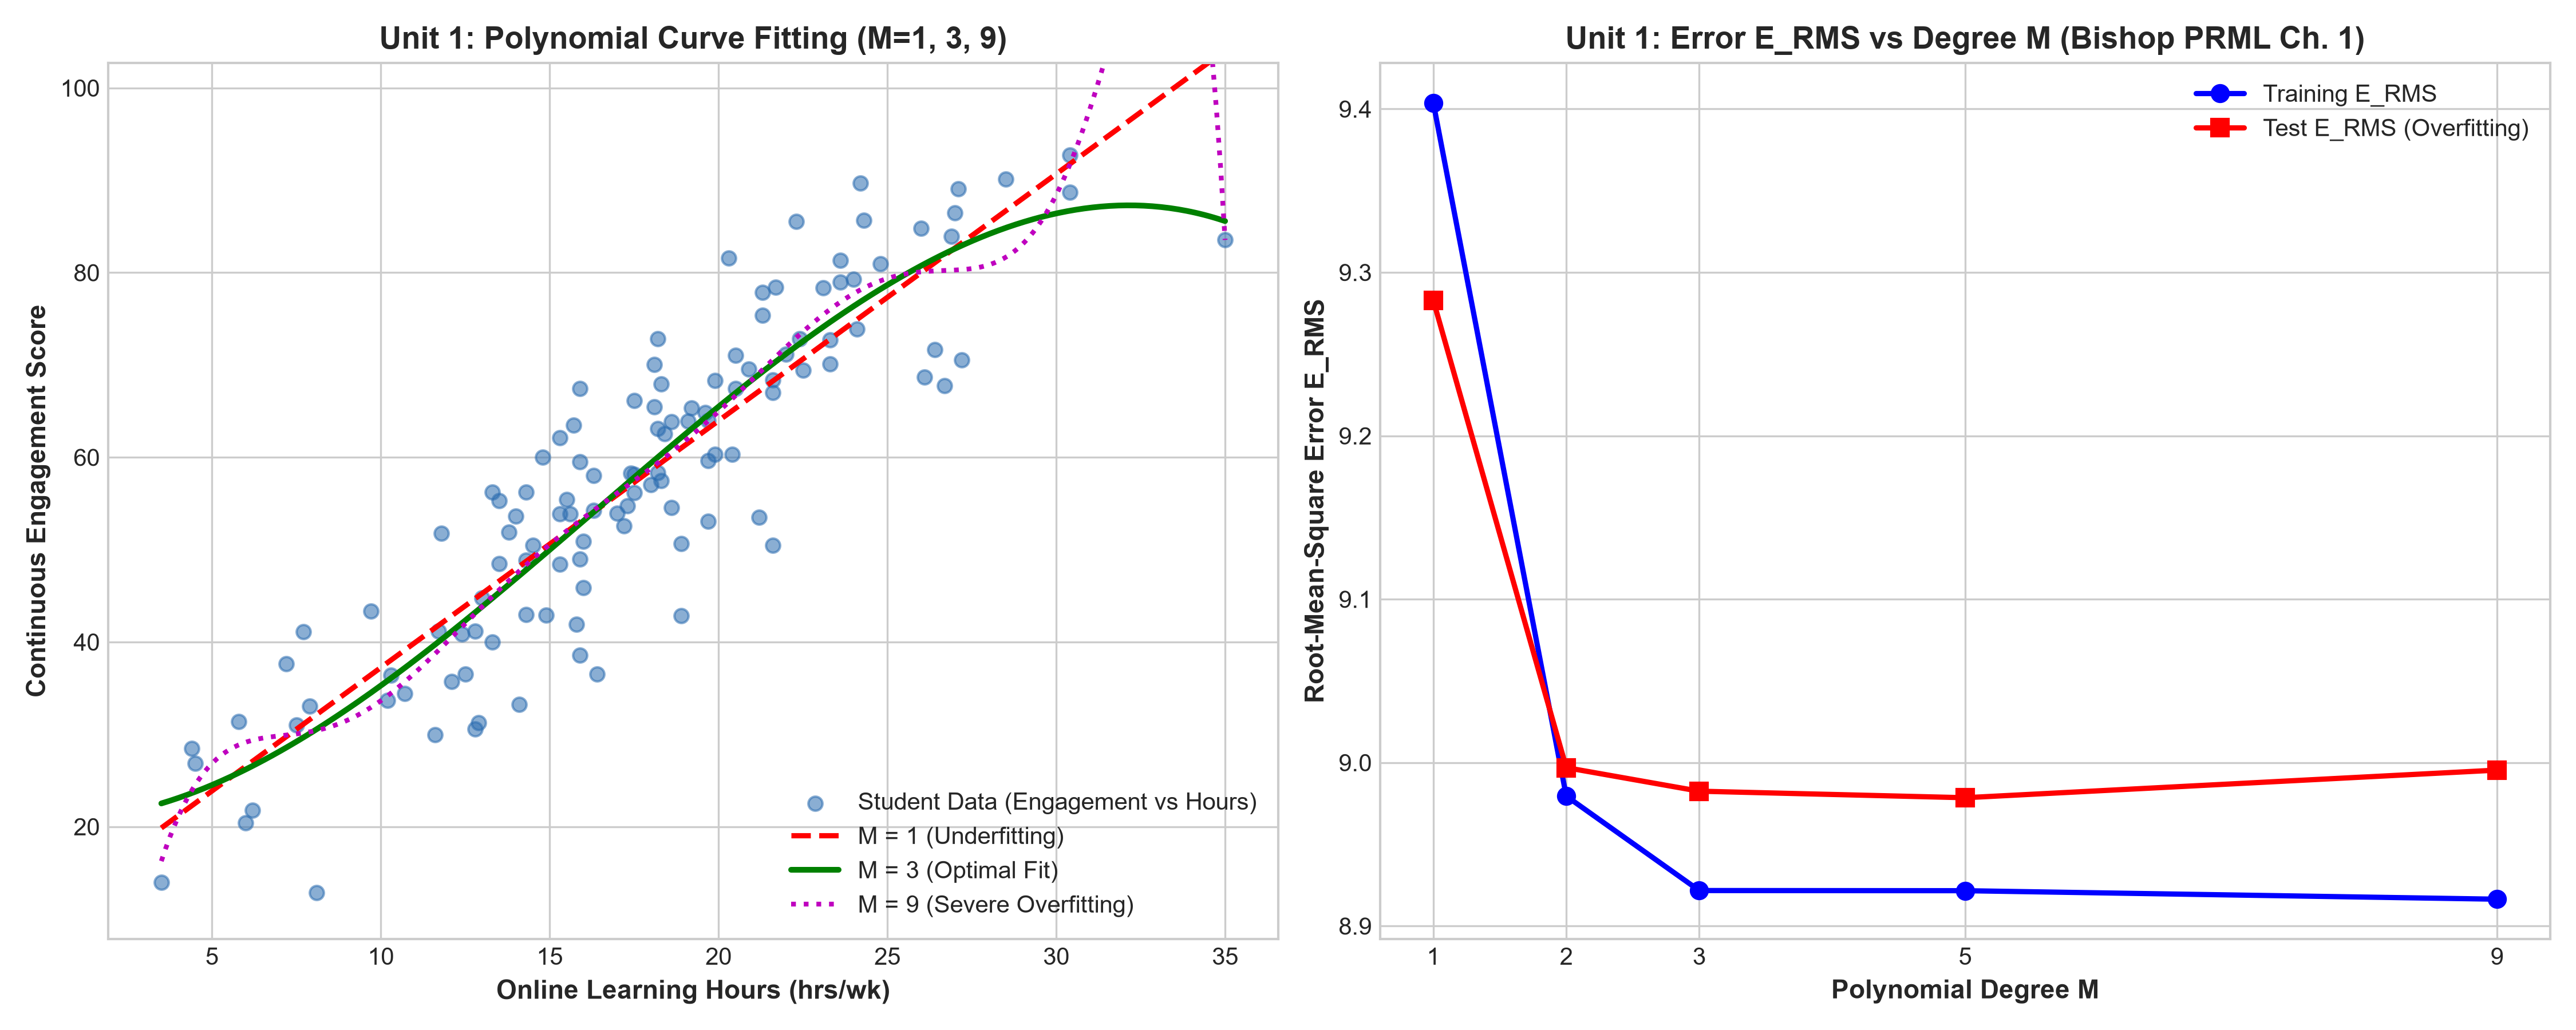 Unit 1: Polynomial Curve Fitting (M=1, 3, 9)
Continuous Engagement Score
100
80
60
40
20
Student Data (Engagement vs Hours)
M = 1 (Underfitting)
M = 3 (Optimal Fit)
M = 9 (Severe Overfitting)
5 10 15 20 25 30 35
Online Learning Hours (hrs/wk)
Unit 1: Error E_RMS vs Degree M (Bishop PRML Ch. 1)
Root-Mean-Square Error E_RMS
9.4
9.3
9.2
9.1
9.0
8.9
Training E_RMS
Test E_RMS (Overfitting)
1 2 3 5 9
Polynomial Degree M